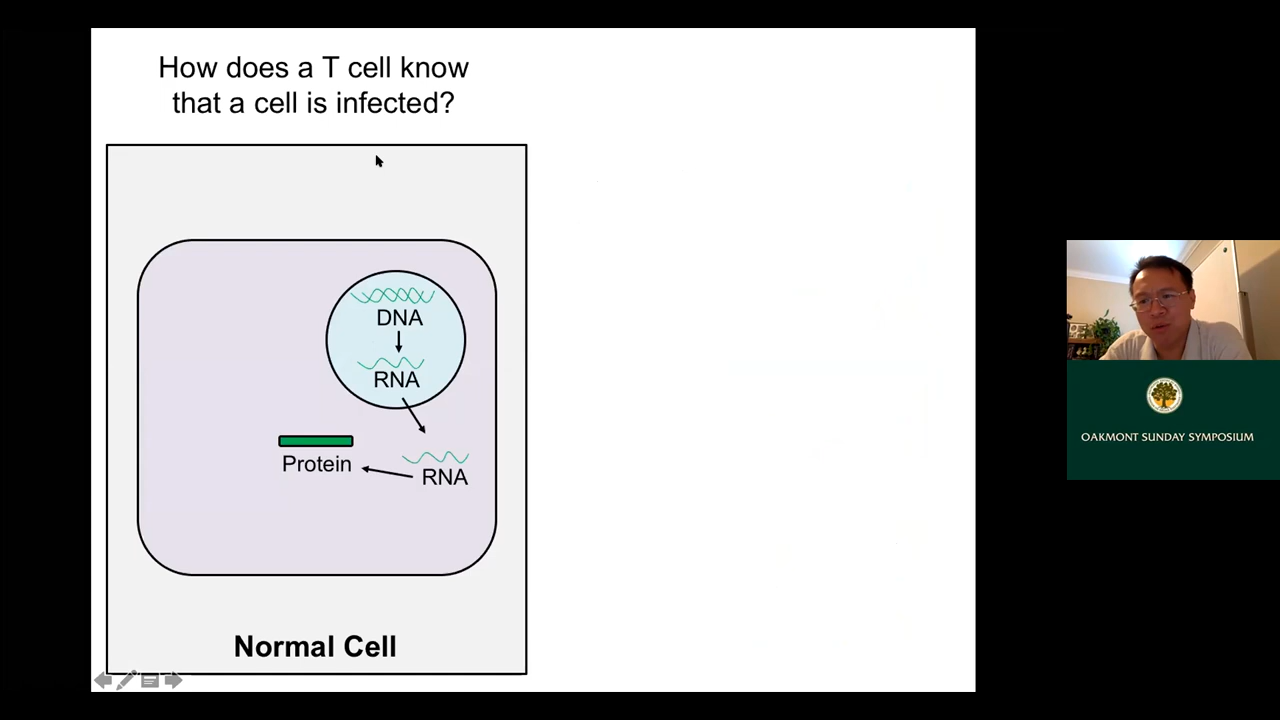 How does a T cell know
that a cell is infected?
DNA
RNA
Protein
RNA
Normal Cell
OAKMONT SUNDAY SYMPOSIUM